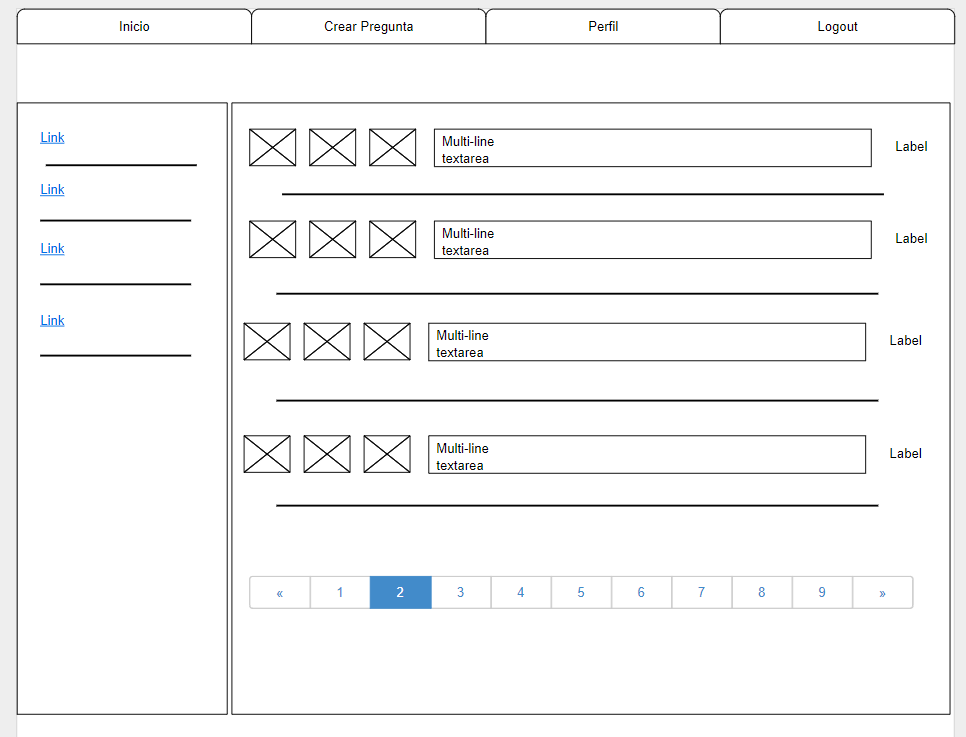 Inicio
Crear Pregunta
Perfil
Logout
Link
Link
Link
Link
Multi-line
textarea
Label
Multi-line
textarea
Label
Multi-line
textarea
Label
Multi-line
textarea
Label
« 1 2 3 4 5 6 7 8 9 »